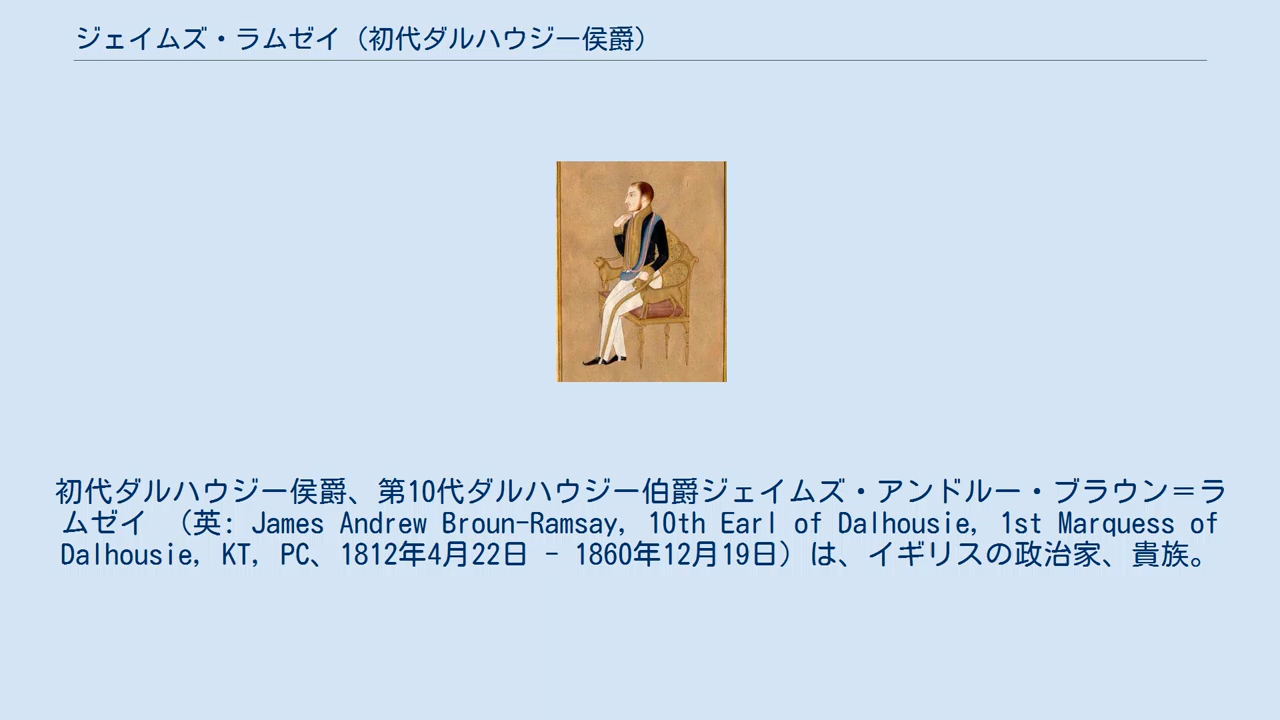 ジェイムズ・ラムゼイ（初代ダルハウジー侯爵）
初代ダルハウジー侯爵、第10代ダルハウジー伯爵ジェイムズ・アンドルー・ブラウン＝ラ
ムゼイ （英: James Andrew Broun-Ramsay, 10th Earl of Dalhousie, 1st Marquess of
Dalhousie, KT, PC、1812年4月22日 - 1860年12月19日）は、イギリスの政治家、貴族。